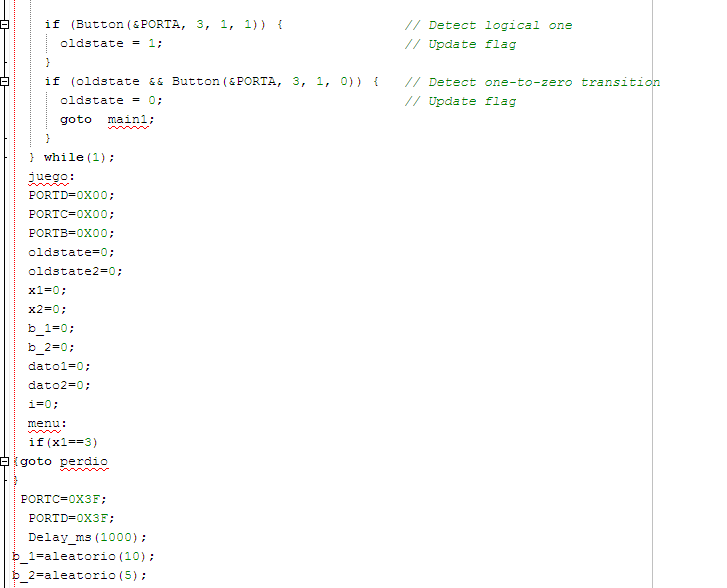 if (Button(&PORTA, 3, 1, 1)) { // Detect logical one
oldstate = 1; // Update flag
}
if (oldstate && Button(&PORTA, 3, 1, 0)) { // Detect one-to-zero transition
oldstate = 0; // Update flag
goto main1;
}
} while(1);
juego:
PORTD=0X00;
PORTC=0X00;
PORTB=0X00;
oldstate=0;
oldstate2=0;
x1=0;
x2=0;
b_1=0;
b_2=0;
dato1=0;
dato2=0;
i=0;
menu:
if(x1==3)
{goto perdio
}
PORTC=0X3F;
PORTD=0X3F;
Delay_ms(1000);
b_1=aleatorio(10);
b_2=aleatorio(5);